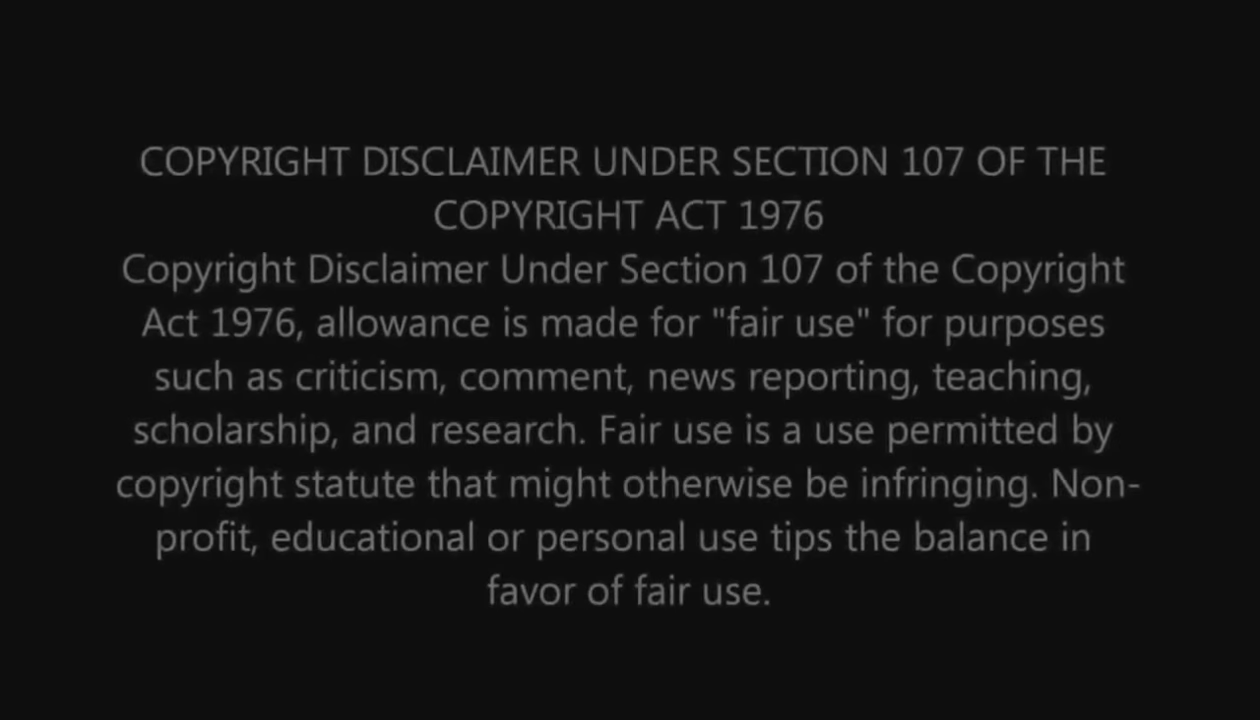 COPYRIGHT DISCLAIMER UNDER SECTION 107 OF THE
COPYRIGHT ACT 1976
Copyright Disclaimer Under Section 107 of the Copyright
Act 1976, allowance is made for "fair use" for purposes
such as criticism, comment, news reporting, teaching,
scholarship, and research. Fair use is a use permitted by
copyright statute that might otherwise be infringing. Non-
profit, educational or personal use tips the balance in
favor of fair use.